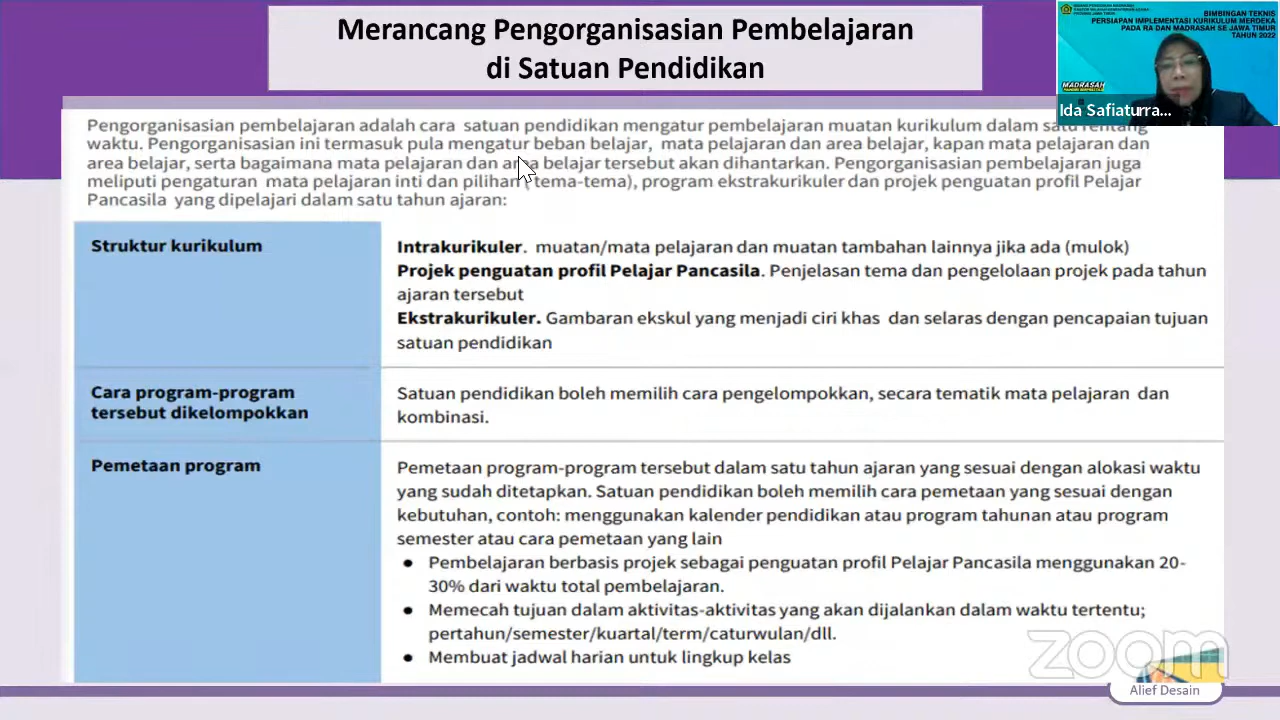 Merancang Pengorganisasian Pembelajaran
di Satuan Pendidikan
BIMBINGAN TEKNIS
PERSIAPAN IMPLEMENTASI KURIKULUM MERDEKA
PADA RA DAN MADRASAH SE JAWA TIMUR
TAHUN 2022
MADRASAH
Ida Safiaturra...
Pengorganisasian pembelajaran adalah cara satuan pendidikan mengatur pembelajaran muatan kurikulum dalam satu rentang
waktu. Pengorganisasian ini termasuk pula mengatur beban belajar, mata pelajaran dan area belajar, kapan mata pelajaran dan
area belajar, serta bagaimana mata pelajaran dan area belajar tersebut akan dihantarkan. Pengorganisasian pembelajaran juga
meliputi pengaturan mata pelajaran inti dan pilihan ( tema-tema), program ekstrakurikuler dan projek penguatan profil Pelajar
Pancasila yang dipelajari dalam satu tahun ajaran:
Struktur kurikulum
Intrakurikuler. muatan/mata pelajaran dan muatan tambahan lainnya jika ada (mulok)
Projek penguatan profil Pelajar Pancasila. Penjelasan tema dan pengelolaan projek pada tahun
ajaran tersebut
Ekstrakurikuler. Gambaran ekskul yang menjadi ciri khas dan selaras dengan pencapaian tujuan
satuan pendidikan
Cara program-program
tersebut dikelompokkan
Satuan pendidikan boleh memilih cara pengelompokkan, secara tematik mata pelajaran dan
kombinasi.
Pemetaan program
Pemetaan program-program tersebut dalam satu tahun ajaran yang sesuai dengan alokasi waktu
yang sudah ditetapkan. Satuan pendidikan boleh memilih cara pemetaan yang sesuai dengan
kebutuhan, contoh: menggunakan kalender pendidikan atau program tahunan atau program
semester atau cara pemetaan yang lain
● Pembelajaran berbasis projek sebagai penguatan profil Pelajar Pancasila menggunakan 20-
30% dari waktu total pembelajaran.
● Memecah tujuan dalam aktivitas-aktivitas yang akan dijalankan dalam waktu tertentu;
pertahun/semester/kuartal/term/caturwulan/dll.
● Membuat jadwal harian untuk lingkup kelas
zoom
Alief Desain